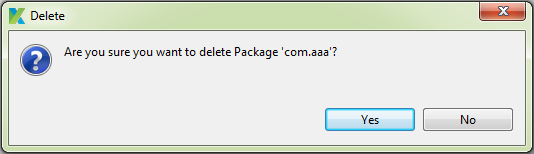 Delete
Are you sure you want to delete Package 'com.aaa'?
Yes
No